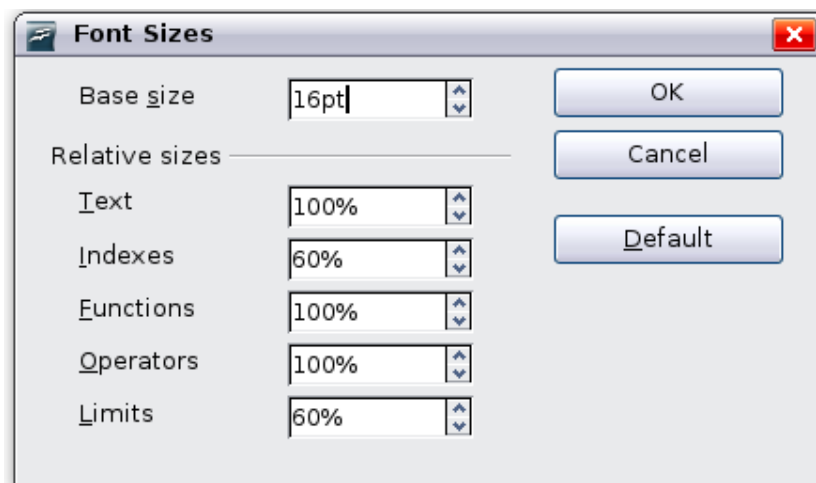 Font Sizes
Base size 16pt OK
Relative sizes Cancel
Text 100%
Default
Indexes 60%
Functions 100%
Operators 100%
Limits 60%